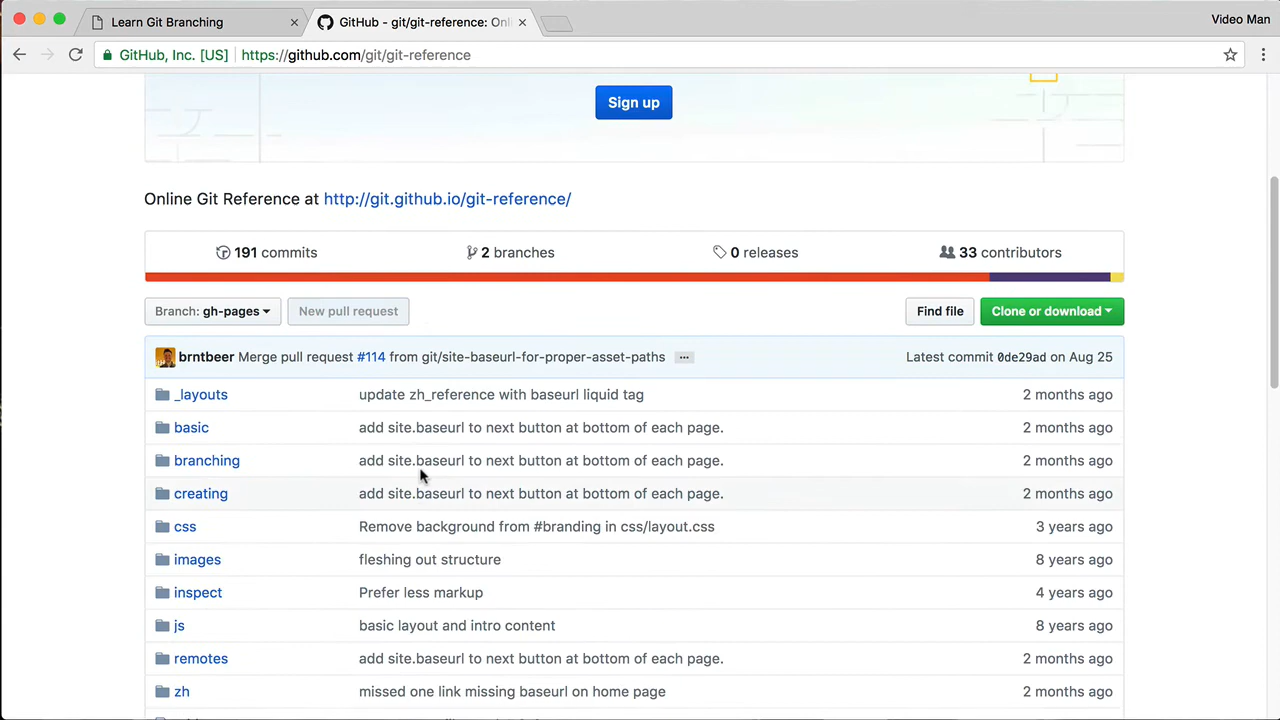 Learn Git Branching
GitHub - git/git-reference: Onl
Video Man
GitHub, Inc. [US] https://github.com/git/git-reference
Sign up
Online Git Reference at http://git.github.io/git-reference/
191 commits 2 branches 0 releases 33 contributors
Branch: gh-pages New pull request Find file Clone or download
brntbeer Merge pull request #114 from git/site-baseurl-for-proper-asset-paths ... Latest commit 0de29ad on Aug 25
_layouts update zh_reference with baseurl liquid tag 2 months ago
basic add site.baseurl to next button at bottom of each page. 2 months ago
branching add site.baseurl to next button at bottom of each page. 2 months ago
creating add site.baseurl to next button at bottom of each page. 2 months ago
css Remove background from #branding in css/layout.css 3 years ago
images fleshing out structure 8 years ago
inspect Prefer less markup 4 years ago
js basic layout and intro content 8 years ago
remotes add site.baseurl to next button at bottom of each page. 2 months ago
zh missed one link missing baseurl on home page 2 months ago